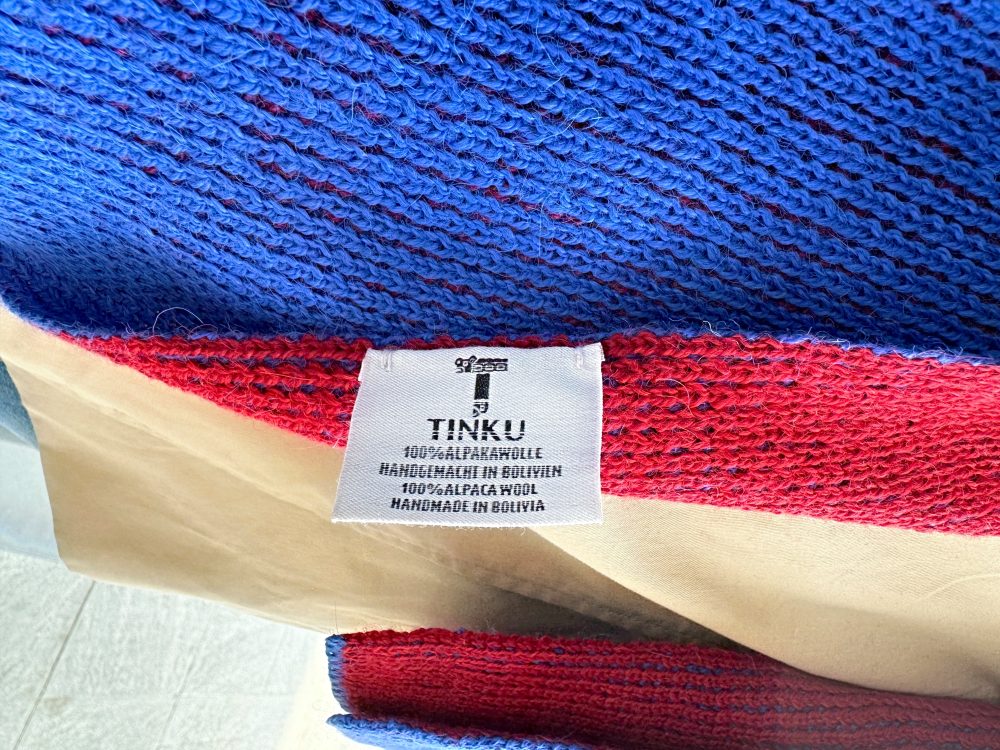 TINKU
100%ALPAKAWOLLE
HANDGEMACHT IN BOLIVIEN
100%ALPACA WOOL
HANDMADE IN BOLIVIA